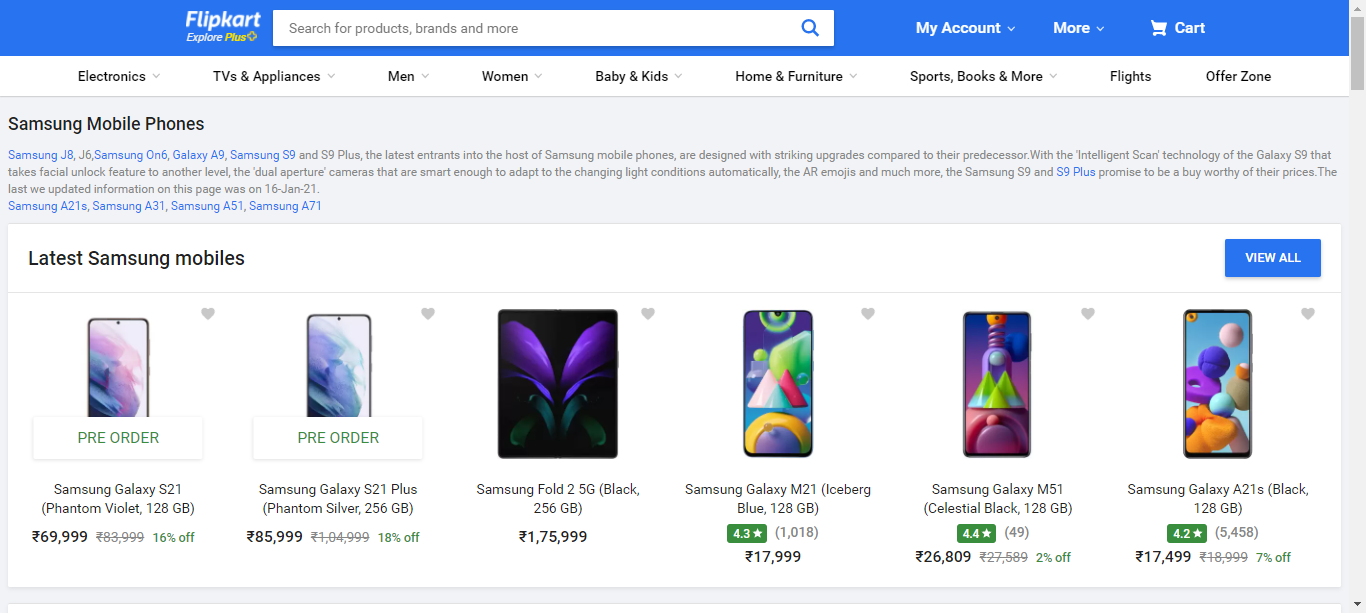 Flipkart
Explore Plus
Search for products, brands and more
My Account
More
Cart
Electronics
TVs & Appliances
Men
Women
Baby & Kids
Home & Furniture
Sports, Books & More
Flights
Offer Zone
Samsung Mobile Phones
Samsung J8, J6,Samsung On6, Galaxy A9, Samsung S9 and S9 Plus, the latest entrants into the host of Samsung mobile phones, are designed with striking upgrades compared to their predecessor.With the 'Intelligent Scan' technology of the Galaxy S9 that
takes facial unlock feature to another level, the 'dual aperture' cameras that are smart enough to adapt to the changing light conditions automatically, the AR emojis and much more, the Samsung S9 and S9 Plus promise to be a buy worthy of their prices.The
last we updated information on this page was on 16-Jan-21.
Samsung A21s, Samsung A31, Samsung A51, Samsung A71
Latest Samsung mobiles
VIEW ALL
PRE ORDER
Samsung Galaxy S21
(Phantom Violet, 128 GB)
₹69,999 ₹83,999 16% off
PRE ORDER
Samsung Galaxy S21 Plus
(Phantom Silver, 256 GB)
₹85,999 ₹1,04,999 18% off
Samsung Fold 2 5G (Black,
256 GB)
₹1,75,999
Samsung Galaxy M21 (Iceberg
Blue, 128 GB)
4.3 ★ (1,018)
₹17,999
Samsung Galaxy M51
(Celestial Black, 128 GB)
4.4 ★ (49)
₹26,809 ₹27,589 2% off
Samsung Galaxy A21s (Black,
128 GB)
4.2 ★ (5,458)
₹17,499 ₹18,999 7% off